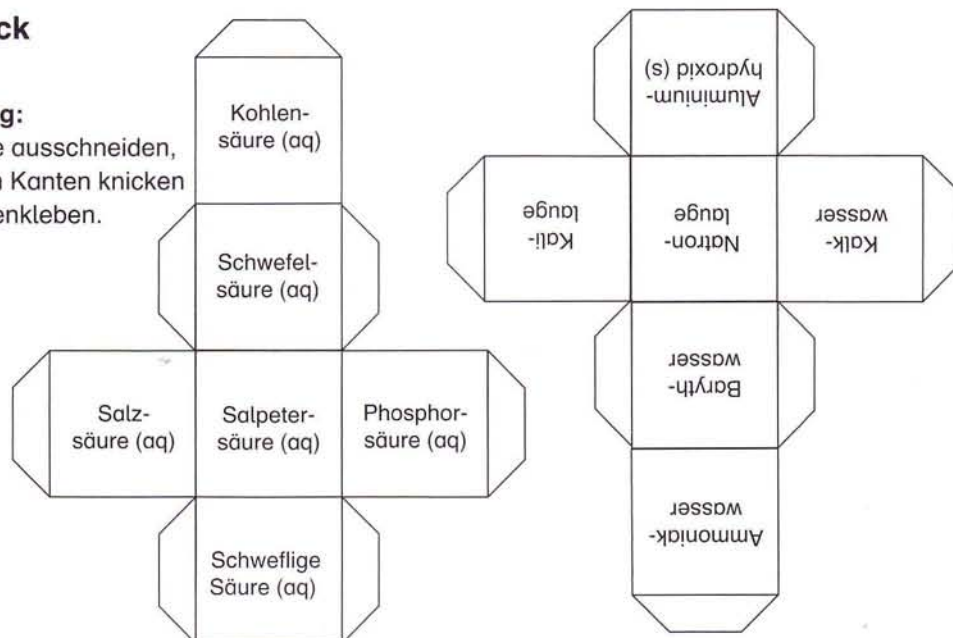 ck
g:
e ausschneiden,
n Kanten knicken
enkleben.
Kohlen-
säure (aq)
Schwefel-
säure (aq)
Salz-
säure (aq)
Salpeter-
säure (aq)
Phosphor-
säure (aq)
Schweflige
Säure (aq)
Aluminium-
hydroxid (s)
Kali-
lauge
Natron-
lauge
Kalk-
wasser
Baryth-
wasser
Ammoniak-
wasser